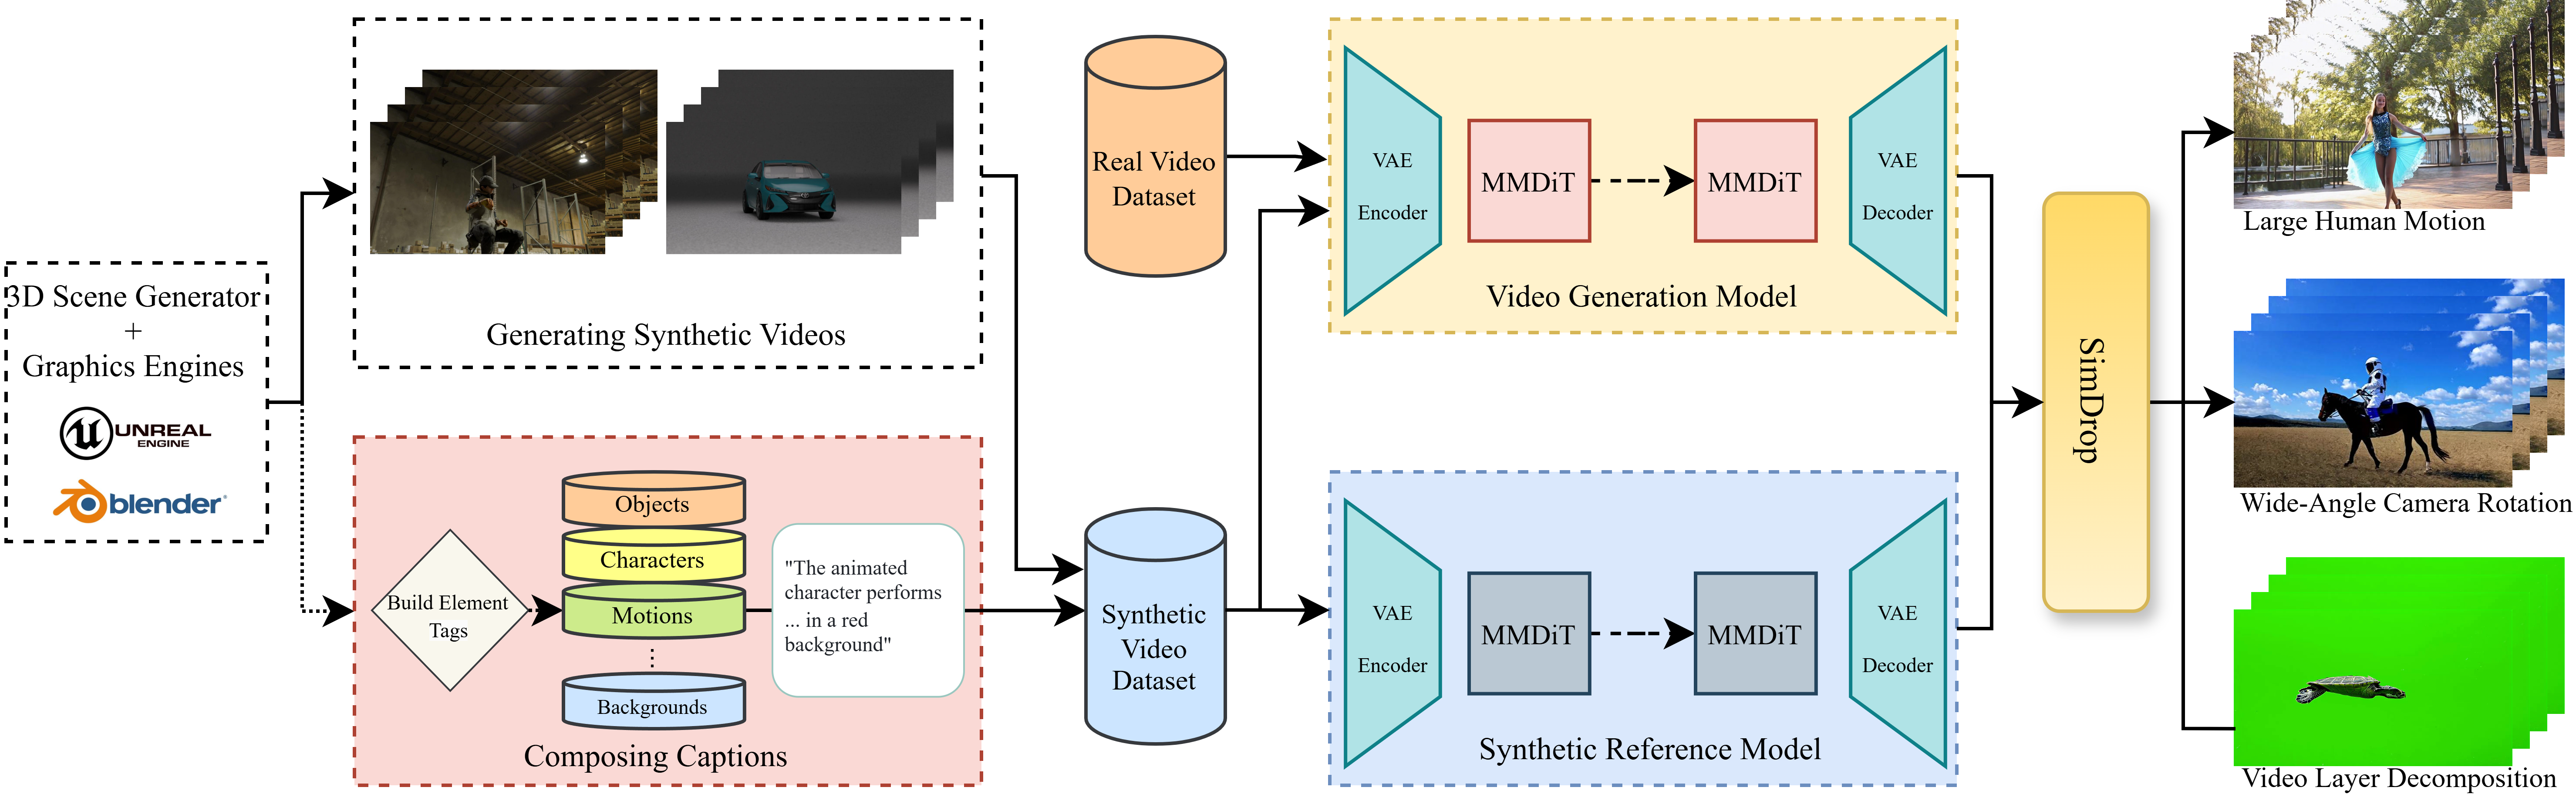 3D Scene Generator
+
Graphics Engines
UNREAL
ENGINE
blender
Generating Synthetic Videos
Build Element
Tags
Objects
Characters
Motions
Backgrounds
"The animated
character performs
... in a red
background"
Composing Captions
Real Video
Dataset
Synthetic
Video
Dataset
VAE
Encoder
MMDiT
MMDiT
VAE
Decoder
Video Generation Model
VAE
Encoder
MMDiT
MMDiT
VAE
Decoder
Synthetic Reference Model
SimDrop
Large Human Motion
Wide-Angle Camera Rotation
Video Layer Decomposition